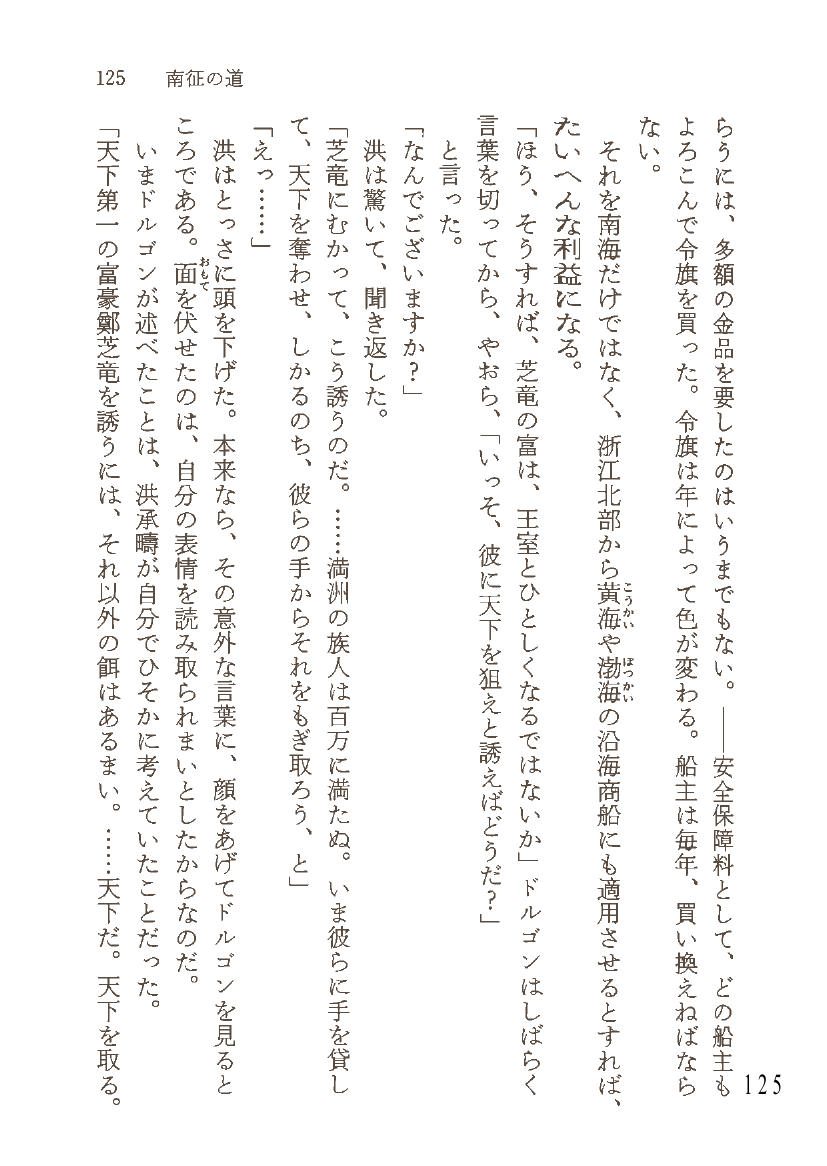 125　南征の道
らうには、多額の金品を要したのはいうまでもない。――安全保障料として、どの船主も
よろこんで令旗を買った。令旗は年によって色が変わる。船主は毎年、買い換えねばなら
ない。
　それを南海だけではなく、浙江北部から黄海や渤海の沿海商船にも適用させるとすれば、
こうかい
ぼつかい
たいへんな利益になる。
「ほう、そうすれば、芝竜の富は、王室とひとしくなるではないか」ドルゴンはしばらく
言葉を切ってから、やおら、「いっそ、彼に天下を狙えと誘えばどうだ？」
　と言った。
「なんでございますか？」
　洪は驚いて、聞き返した。
「芝竜にむかって、こう誘うのだ。……満洲の族人は百万に満たぬ。いま彼らに手を貸し
て、天下を奪わせ、しかるのち、彼らの手からそれをもぎ取ろう、と」
「えっ……」
　洪はとっさに頭を下げた。本来なら、その意外な言葉に、顔をあげてドルゴンを見ると
ころである。面を伏せたのは、自分の表情を読み取られまいとしたからなのだ。
おもて
　いまドルゴンが述べたことは、洪承疇が自分でひそかに考えていたことだった。
「天下第一の富豪鄭芝竜を誘うには、それ以外の餌はあるまい。……天下だ。天下を取る。
125